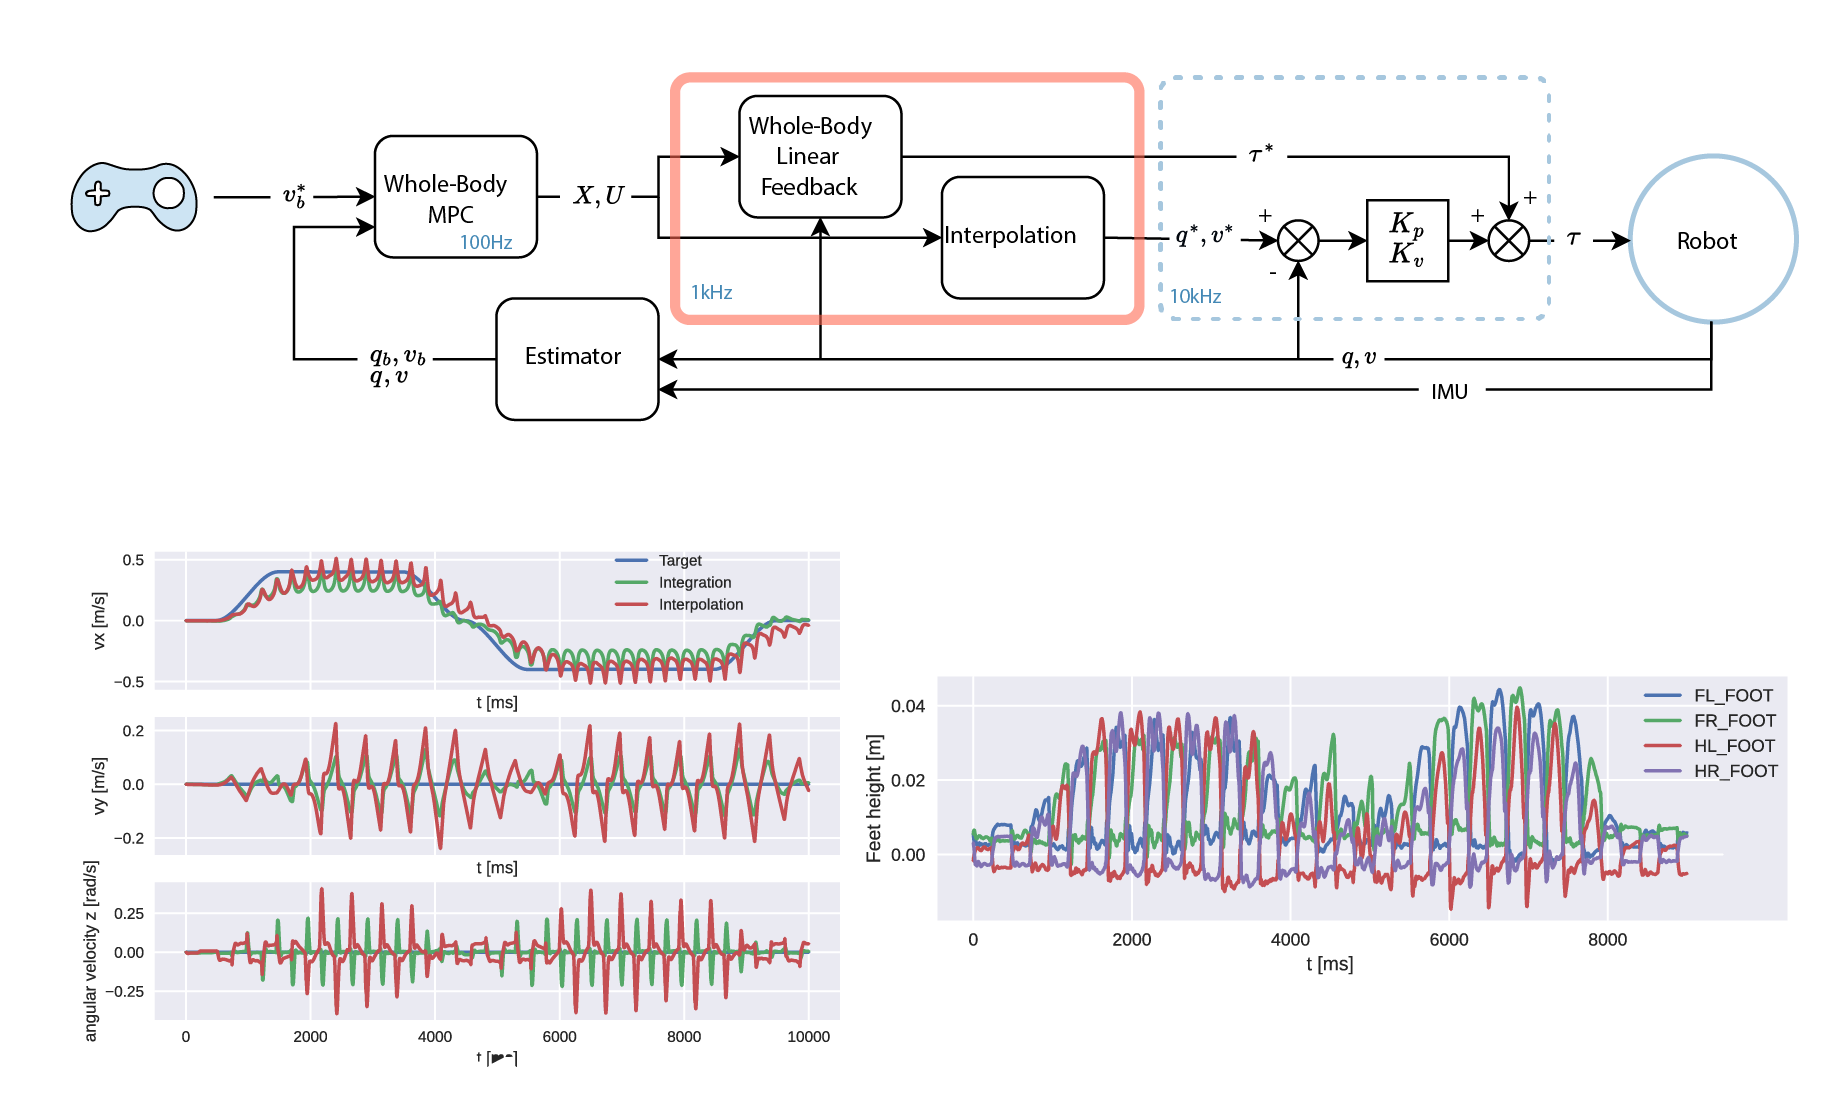 Whole-Body
Linear
Feedback
τ*
v_b^*
Whole-Body
MPC
100Hz
X, U
Interpolation
1kHz
q*, v*
+
-
K_p
K_v
+
+
τ
Robot
10kHz
Estimator
q_b, v_b
q, v
q, v
IMU
0.5
0.0
−0.5
vx [m/s]
Target
Integration
Interpolation
t [ms]
0.2
0.0
−0.2
vy [m/s]
t [ms]
0.25
0.00
−0.25
angular velocity z [rad/s]
0 2000 4000 6000 8000 10000
0.04
0.02
0.00
Feet height [m]
FL_FOOT
FR_FOOT
HL_FOOT
HR_FOOT
0 2000 4000 6000 8000
t [ms]